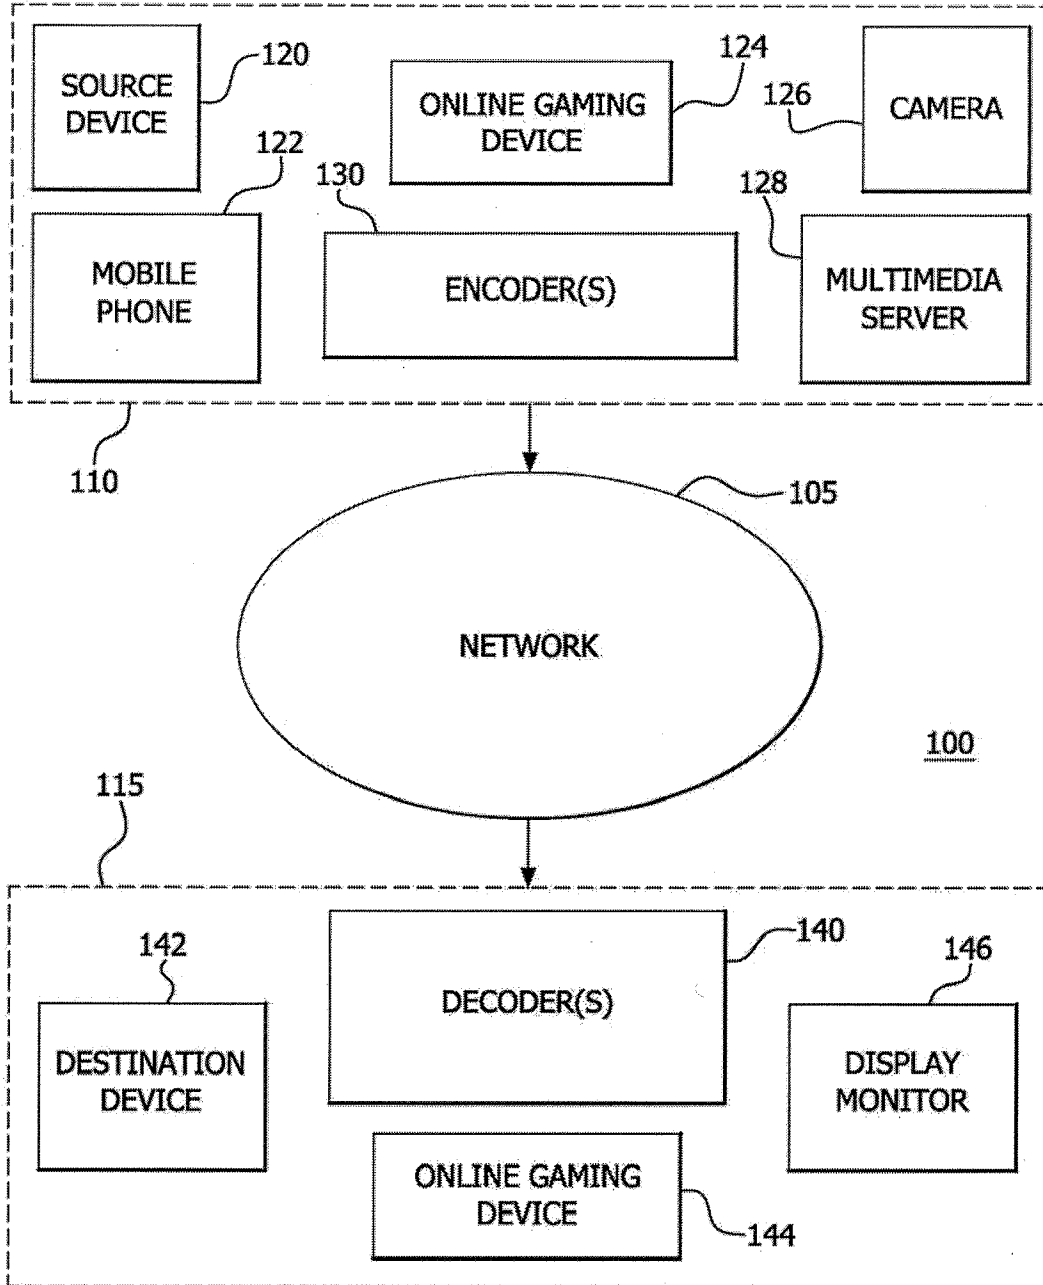 SOURCE
DEVICE
120
ONLINE GAMING
DEVICE
124
126
CAMERA
122
MOBILE
PHONE
130
ENCODER(S)
128
MULTIMEDIA
SERVER
110
105
NETWORK
100
115
142
DESTINATION
DEVICE
DECODER(S)
140
146
DISPLAY
MONITOR
ONLINE GAMING
DEVICE
144